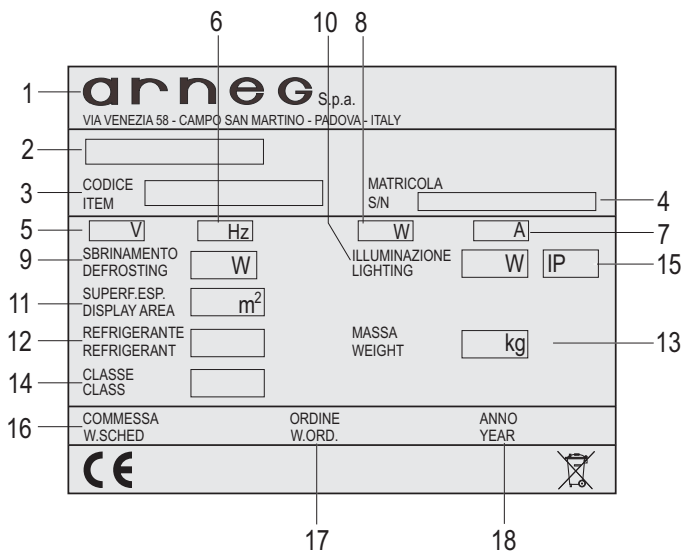 6 10 8
1 arneg S.p.a.
VIA VENEZIA 58 - CAMPO SAN MARTINO - PADOVA - ITALY
2
3 CODICE MATRICOLA
ITEM S/N 4
5 V Hz W A 7
9 SBRINAMENTO ILLUMINAZIONE
DEFROSTING W LIGHTING W IP 15
11 SUPERF.ESP.
DISPLAY AREA m²
12 REFRIGERANTE MASSA
REFRIGERANT WEIGHT kg 13
14 CLASSE
CLASS
16 COMMESSA ORDINE ANNO
W.SCHED W.ORD. YEAR
CE
17 18